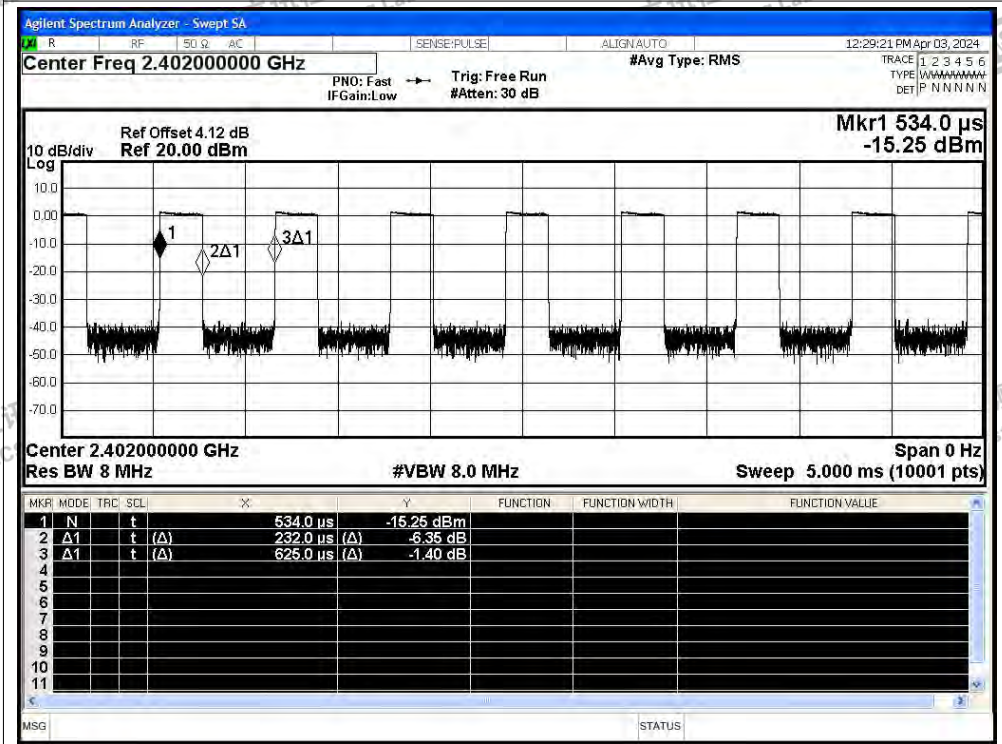 Agilent Spectrum Analyzer - Swept SA
LXI R RF 50 Ω AC SENSE:PULSE ALIGN AUTO 12:29:21 PM Apr 03, 2024
Center Freq 2.402000000 GHz #Avg Type: RMS TRACE 1 2 3 4 5 6
PNO: Fast Trig: Free Run TYPE WWWWWW
IFGain:Low #Atten: 30 dB DET P N N N N N
Mkr1 534.0 µs
Ref Offset 4.12 dB
10 dB/div Ref 20.00 dBm -15.25 dBm
Log
10.0
0.00
1
2Δ1
3Δ1
-10.0
-20.0
-30.0
-40.0
-50.0
-60.0
-70.0
Center 2.402000000 GHz Span 0 Hz
Res BW 8 MHz #VBW 8.0 MHz Sweep 5.000 ms (10001 pts)
MKR MODE TRC SCL X Y FUNCTION FUNCTION WIDTH FUNCTION VALUE
1 N t 534.0 µs -15.25 dBm
2 Δ1 t (Δ) 232.0 µs (Δ) -6.35 dB
3 Δ1 t (Δ) 625.0 µs (Δ) -1.40 dB
4
5
6
7
8
9
10
11
MSG STATUS